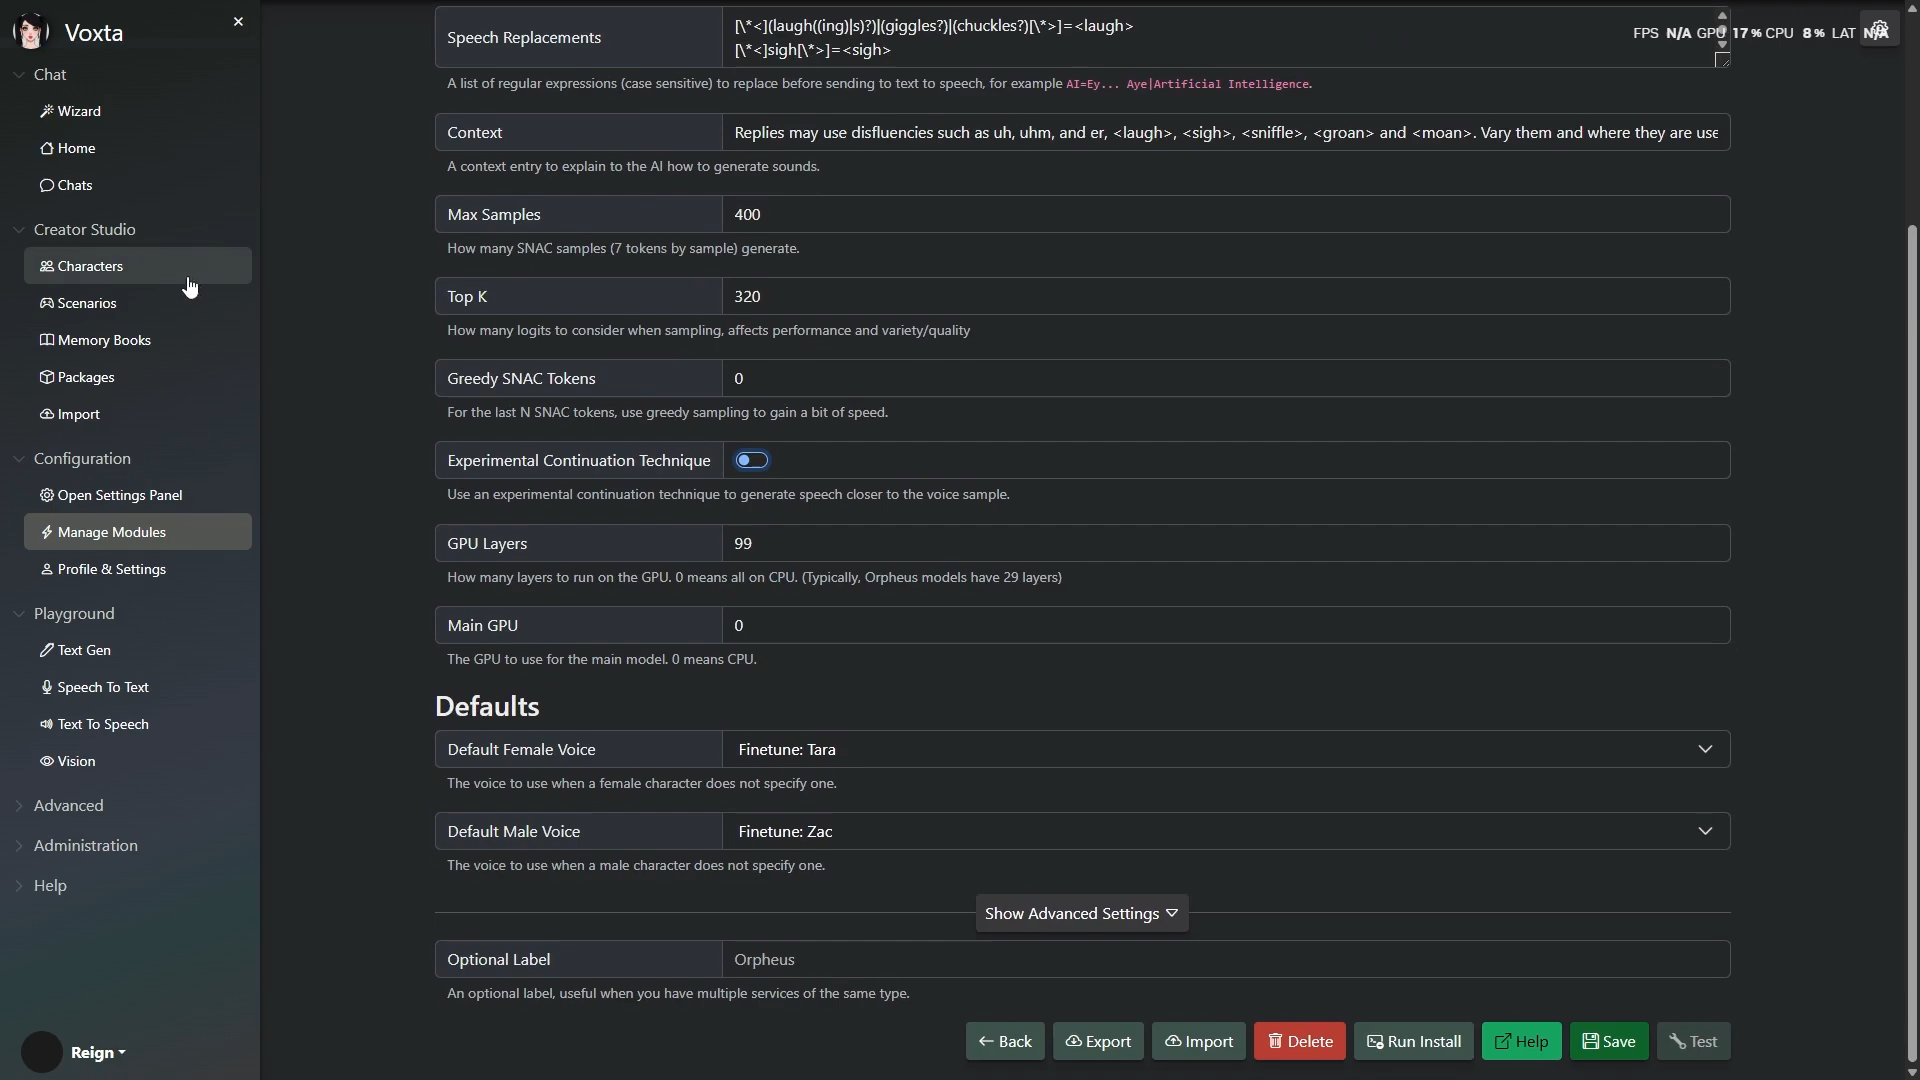 Voxta
×
Chat
Wizard
Home
Chats
Creator Studio
Characters
Scenarios
Memory Books
Packages
Import
Configuration
Open Settings Panel
Manage Modules
Profile & Settings
Playground
Text Gen
Speech To Text
Text To Speech
Vision
Advanced
Administration
Help
Reign
FPS N/A GPU 17% CPU 8% LAT N/A
Speech Replacements
[\*<](laugh((ing)|s)?)|(giggles?)|(chuckles?)[\*>]=<laugh>
[\*<]sigh[\*>]=<sigh>
A list of regular expressions (case sensitive) to replace before sending to text to speech, for example AI=Ey... Aye|Artificial Intelligence.
Context
Replies may use disfluencies such as uh, uhm, and er, <laugh>, <sigh>, <sniffle>, <groan> and <moan>. Vary them and where they are use
A context entry to explain to the AI how to generate sounds.
Max Samples
400
How many SNAC samples (7 tokens by sample) generate.
Top K
320
How many logits to consider when sampling, affects performance and variety/quality
Greedy SNAC Tokens
0
For the last N SNAC tokens, use greedy sampling to gain a bit of speed.
Experimental Continuation Technique
Use an experimental continuation technique to generate speech closer to the voice sample.
GPU Layers
99
How many layers to run on the GPU. 0 means all on CPU. (Typically, Orpheus models have 29 layers)
Main GPU
0
The GPU to use for the main model. 0 means CPU.
Defaults
Default Female Voice
Finetune: Tara
The voice to use when a female character does not specify one.
Default Male Voice
Finetune: Zac
The voice to use when a male character does not specify one.
Show Advanced Settings
Optional Label
Orpheus
An optional label, useful when you have multiple services of the same type.
Back
Export
Import
Delete
Run Install
Help
Save
Test